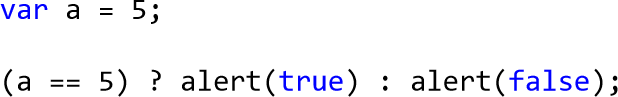 var a = 5;
(a == 5) ? alert(true) : alert(false);